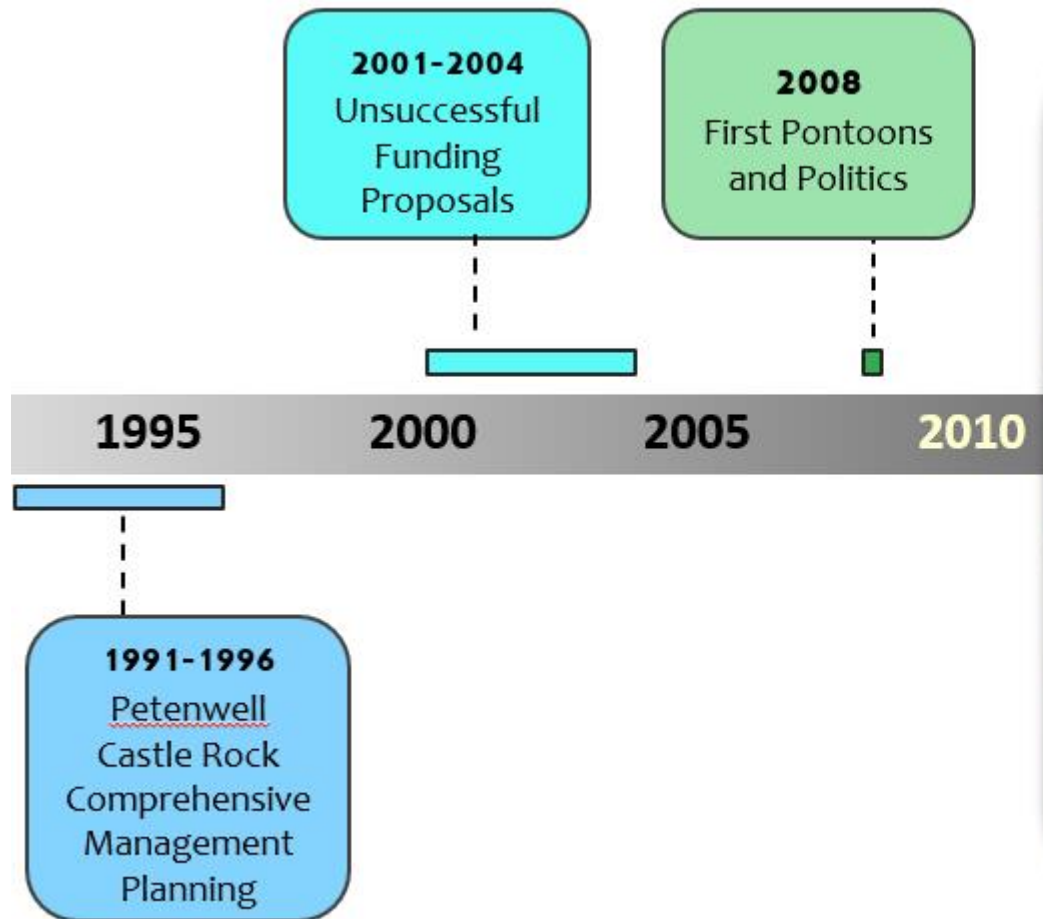 2001-2004
Unsuccessful
Funding
Proposals
2008
First Pontoons
and Politics
1995 2000 2005 2010
1991-1996
Petenwell
Castle Rock
Comprehensive
Management
Planning